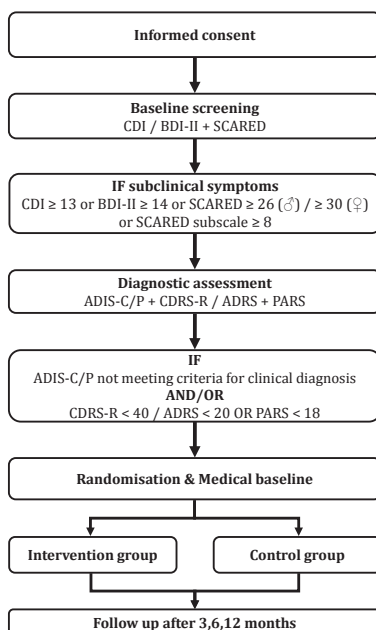 Informed consent
Baseline screening
CDI / BDI-II + SCARED
IF subclinical symptoms
CDI ≥ 13 or BDI-II ≥ 14 or SCARED ≥ 26 (♂) / ≥ 30 (♀)
or SCARED subscale ≥ 8
Diagnostic assessment
ADIS-C/P + CDRS-R / ADRS + PARS
IF
ADIS-C/P not meeting criteria for clinical diagnosis
AND/OR
CDRS-R < 40 / ADRS < 20 OR PARS < 18
Randomisation & Medical baseline
Intervention group
Control group
Follow up after 3,6,12 months